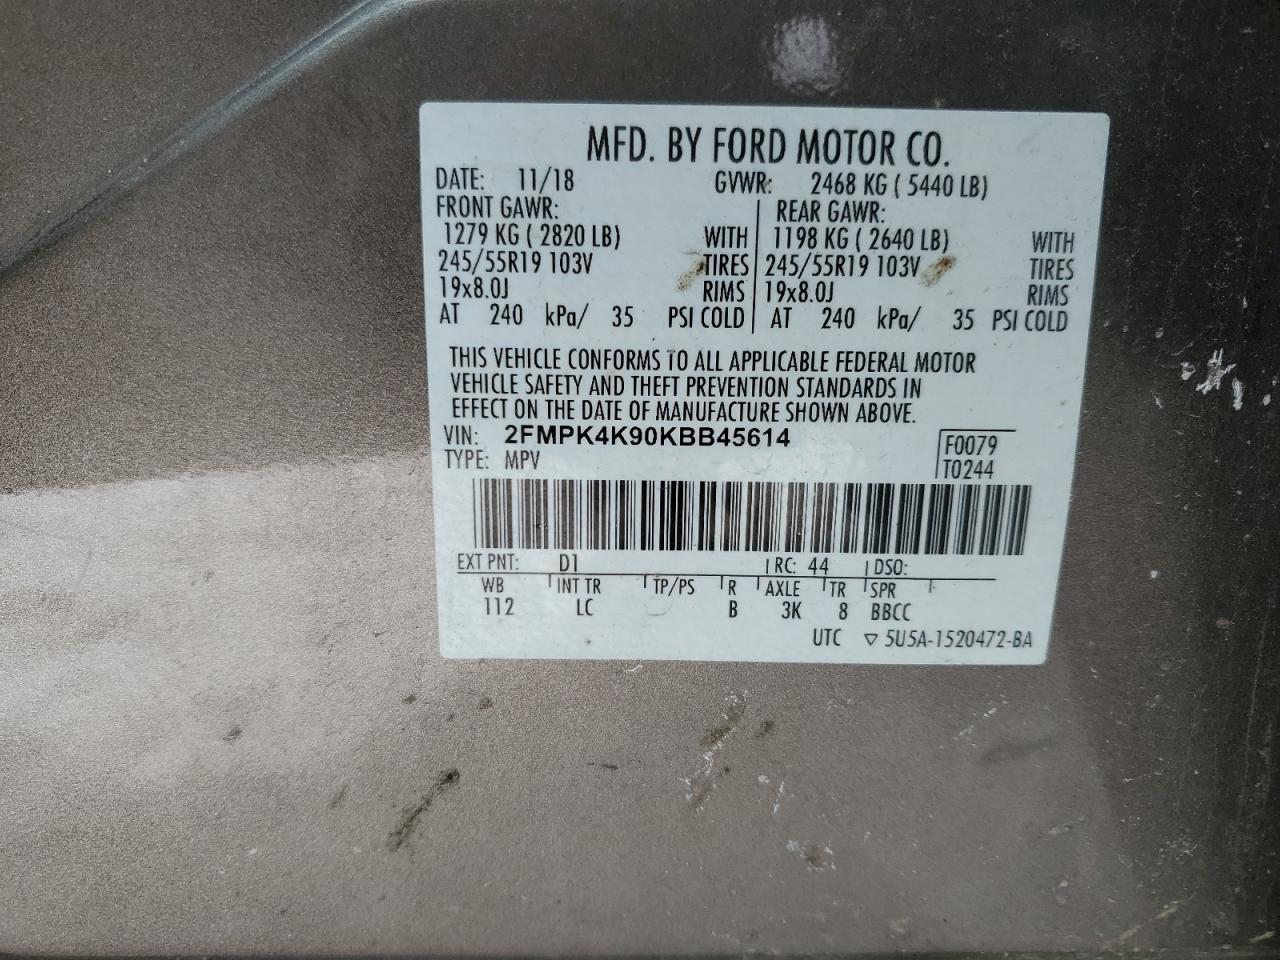 MFD. BY FORD MOTOR CO.
DATE: 11/18 GVWR: 2468 KG ( 5440 LB)
FRONT GAWR: REAR GAWR:
1279 KG ( 2820 LB) WITH 1198 KG ( 2640 LB) WITH
245/55R19 103V TIRES 245/55R19 103V TIRES
19x8.0J RIMS 19x8.0J RIMS
AT 240 kPa/ 35 PSI COLD AT 240 kPa/ 35 PSI COLD
THIS VEHICLE CONFORMS TO ALL APPLICABLE FEDERAL MOTOR
VEHICLE SAFETY AND THEFT PREVENTION STANDARDS IN
EFFECT ON THE DATE OF MANUFACTURE SHOWN ABOVE.
VIN: 2FMPK4K90KBB45614 F0079
TYPE: MPV T0244
EXT PNT: D1 RC: 44 DSO:
WB INT TR TP/PS R AXLE TR SPR
112 LC B 3K 8 BBCC
UTC ▽ 5U5A-1520472-BA